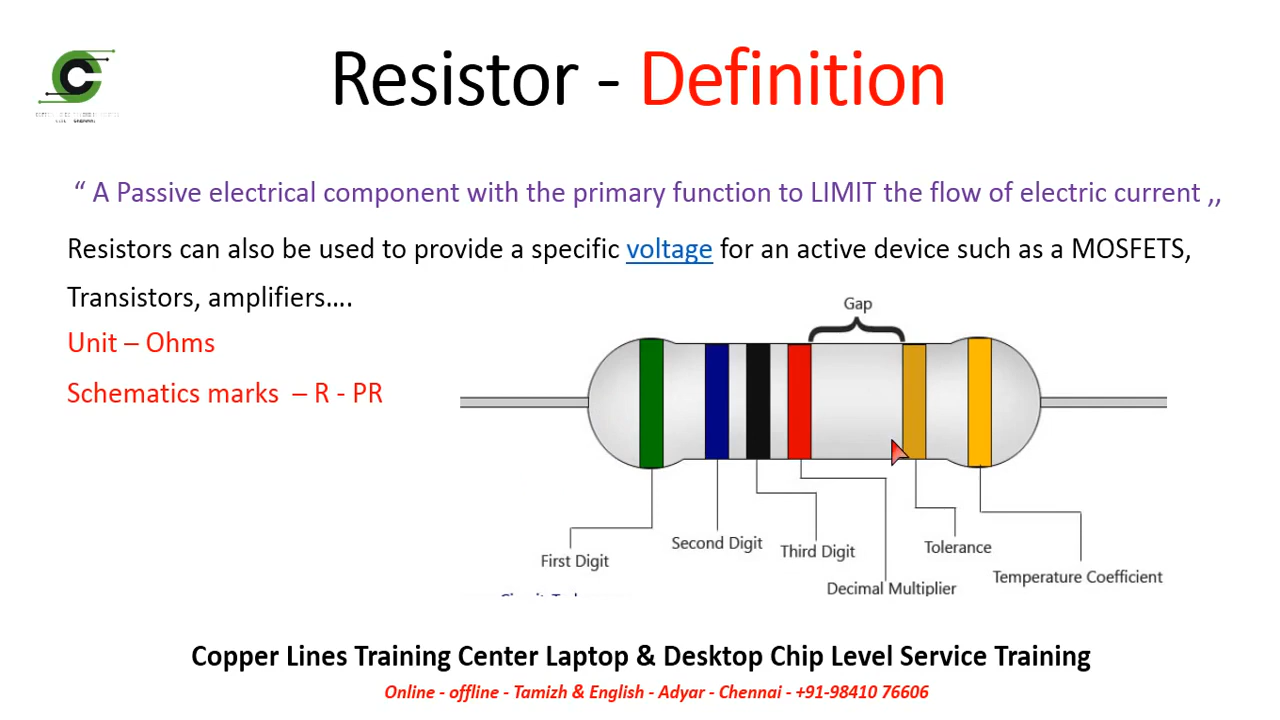 Resistor - Definition
“ A Passive electrical component with the primary function to LIMIT the flow of electric current ,,
Resistors can also be used to provide a specific voltage for an active device such as a MOSFETS,
Transistors, amplifiers....
Gap
Unit – Ohms
Schematics marks – R - PR
First Digit
Second Digit
Third Digit
Decimal Multiplier
Tolerance
Temperature Coefficient
Copper Lines Training Center Laptop & Desktop Chip Level Service Training
Online - offline - Tamizh & English - Adyar - Chennai - +91-98410 76606